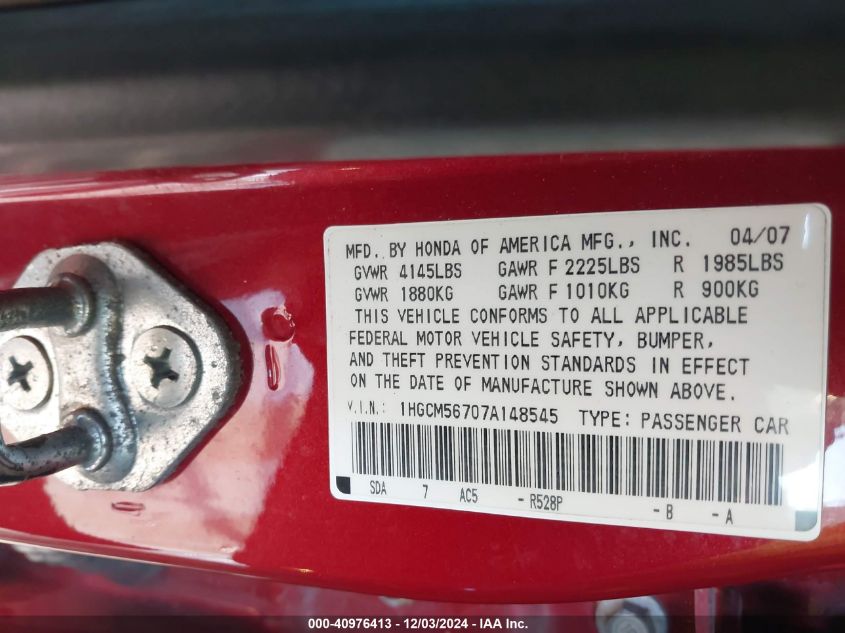 MFD. BY HONDA OF AMERICA MFG., INC. 04/07
GVWR 4145LBS GAWR F 2225LBS R 1985LBS
GVWR 1880KG GAWR F 1010KG R 900KG
THIS VEHICLE CONFORMS TO ALL APPLICABLE
FEDERAL MOTOR VEHICLE SAFETY, BUMPER,
AND THEFT PREVENTION STANDARDS IN EFFECT
ON THE DATE OF MANUFACTURE SHOWN ABOVE.
V.I.N.: 1HGCM56707A148545 TYPE: PASSENGER CAR
SDA 7 AC5 - R528P - B - A
000-40976413 - 12/03/2024 - IAA Inc.